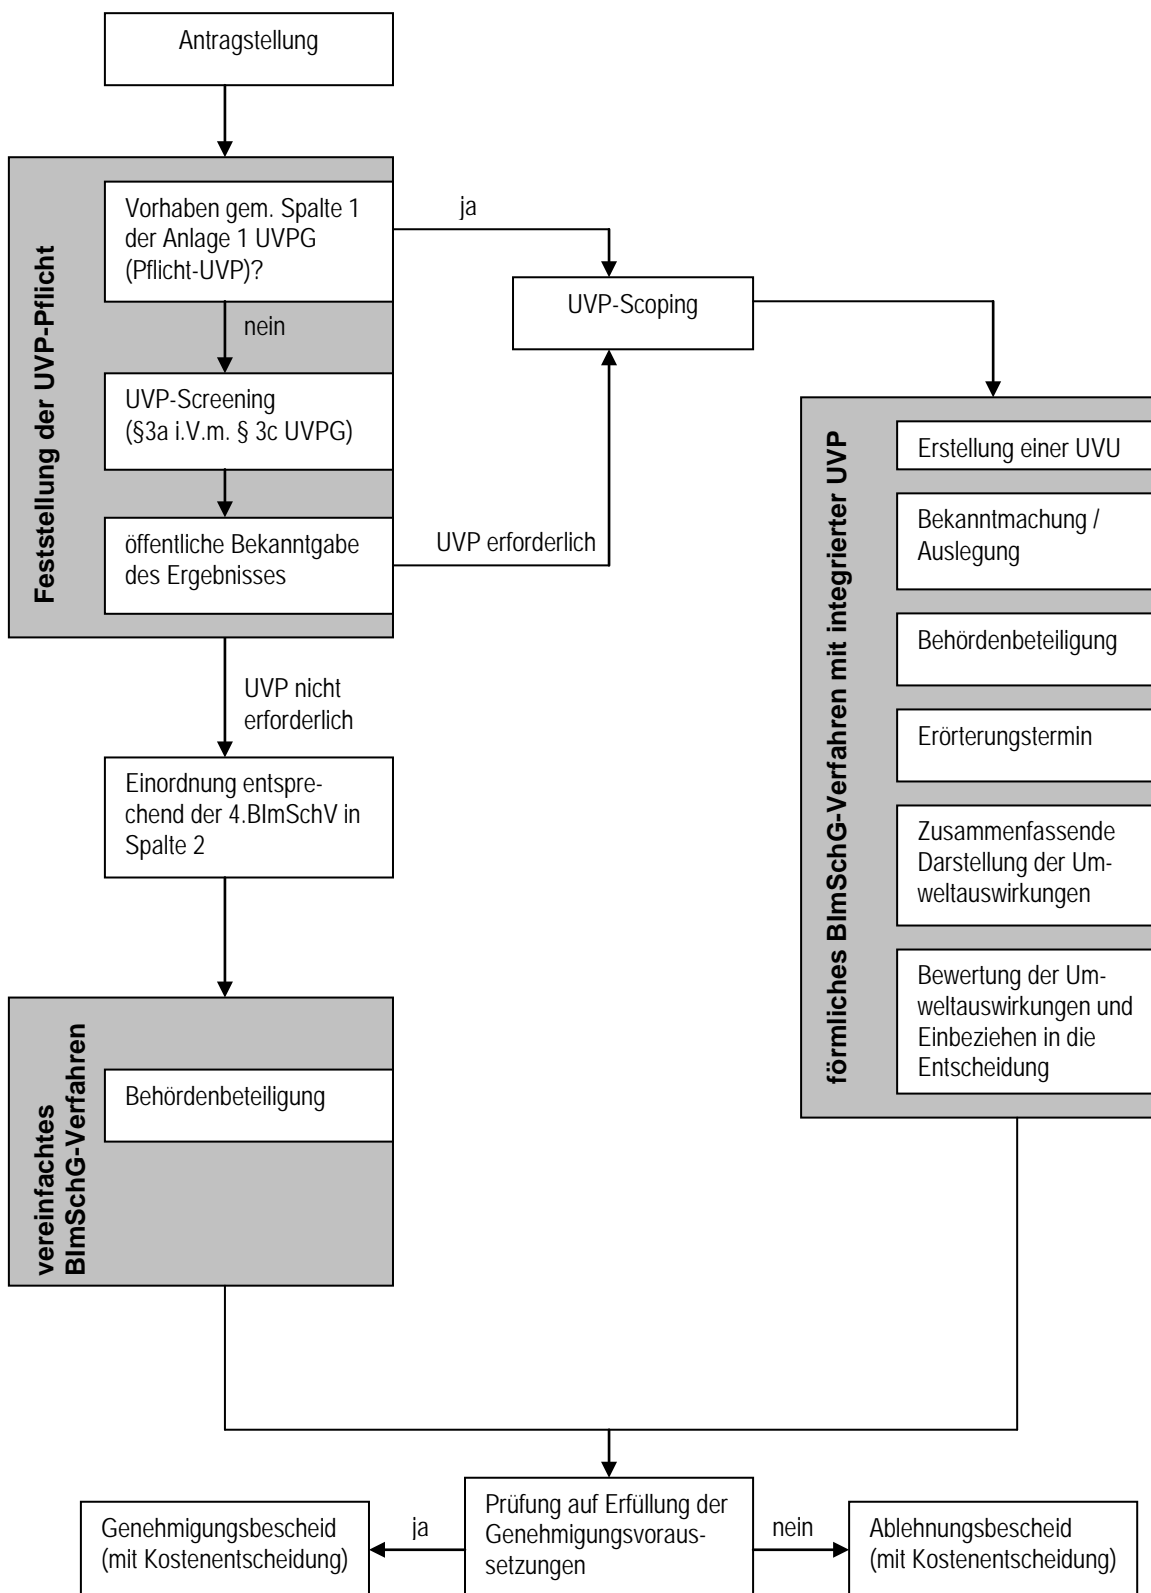 Antragstellung
Feststellung der UVP-Pflicht
Vorhaben gem. Spalte 1
der Anlage 1 UVPG
(Pflicht-UVP)?
ja
nein
UVP-Screening
(§3a i.V.m. § 3c UVPG)
öffentliche Bekanntgabe
des Ergebnisses
UVP erforderlich
UVP-Scoping
UVP nicht
erforderlich
Einordnung entspre-
chend der 4.BImSchV in
Spalte 2
vereinfachtes
BImSchG-Verfahren
Behördenbeteiligung
förmliches BImSchG-Verfahren mit integrierter UVP
Erstellung einer UVU
Bekanntmachung /
Auslegung
Behördenbeteiligung
Erörterungstermin
Zusammenfassende
Darstellung der Um-
weltauswirkungen
Bewertung der Um-
weltauswirkungen und
Einbeziehen in die
Entscheidung
Prüfung auf Erfüllung der
Genehmigungsvoraus-
setzungen
ja
Genehmigungsbescheid
(mit Kostenentscheidung)
nein
Ablehnungsbescheid
(mit Kostenentscheidung)